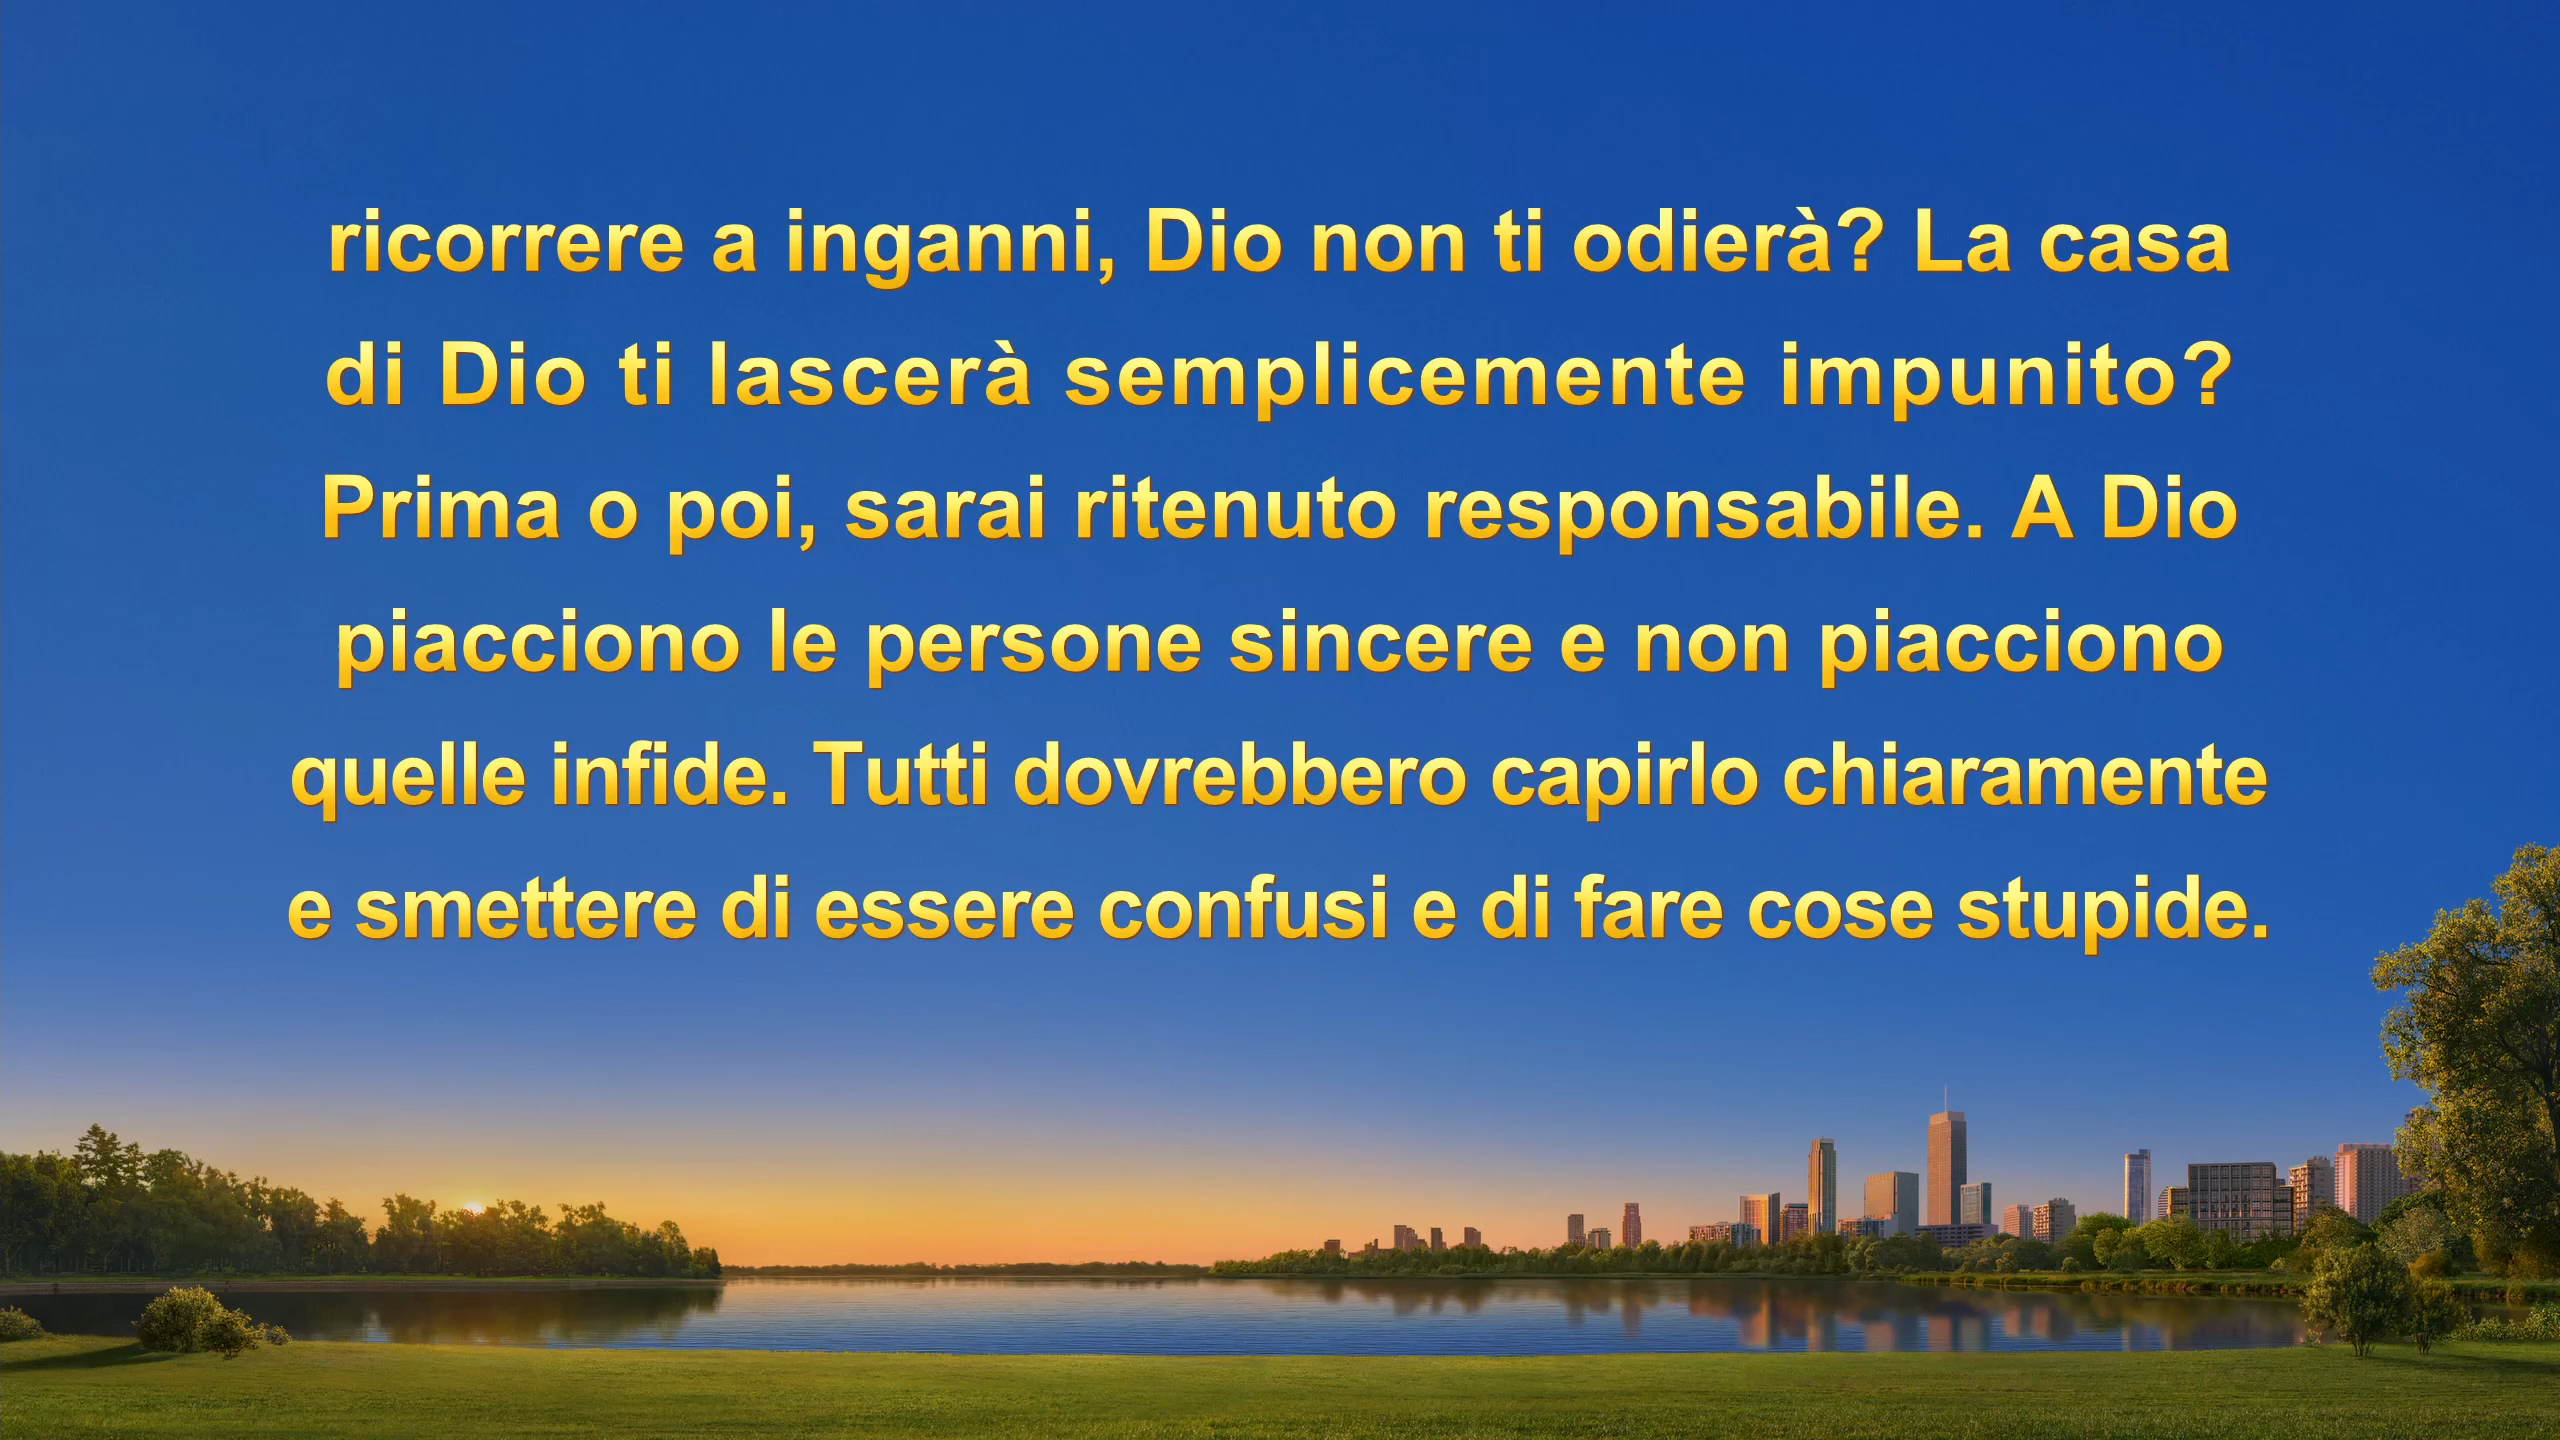 ricorrere a inganni, Dio non ti odierà? La casa
di Dio ti lascerà semplicemente impunito?
Prima o poi, sarai ritenuto responsabile. A Dio
piacciono le persone sincere e non piacciono
quelle infide. Tutti dovrebbero capirlo chiaramente
e smettere di essere confusi e di fare cose stupide.